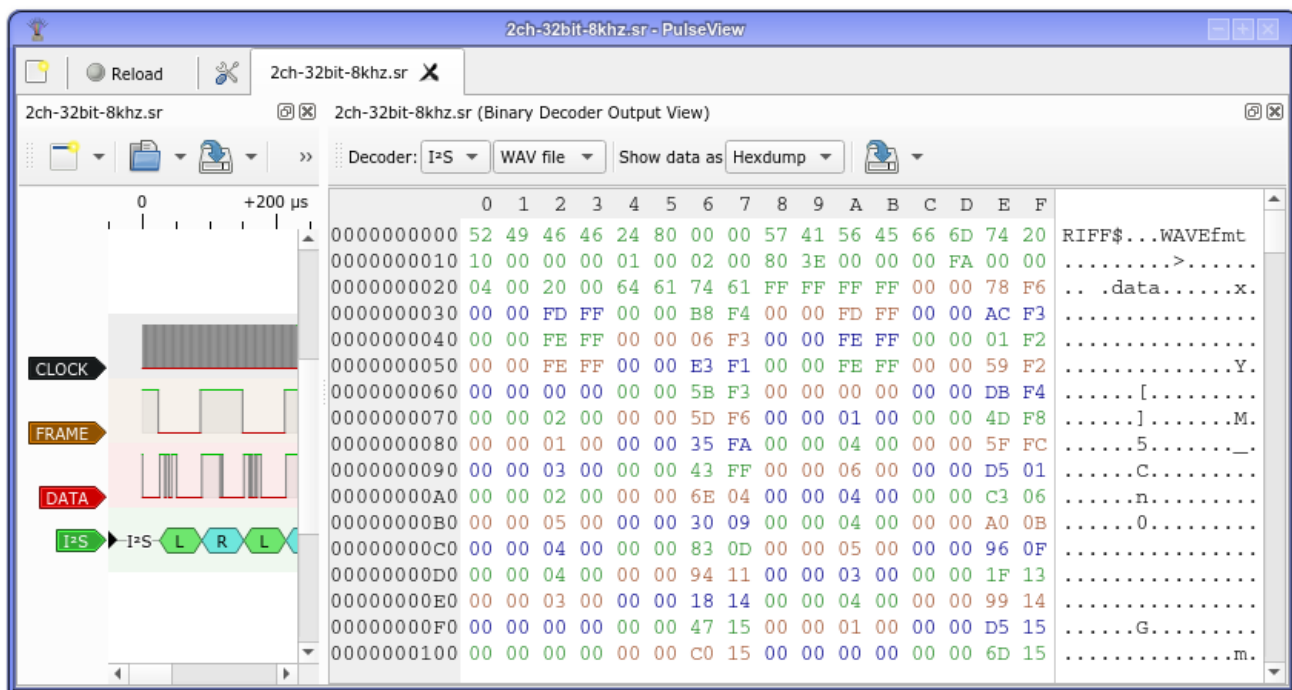 2ch-32bit-8khz.sr - PulseView
Reload
2ch-32bit-8khz.sr
2ch-32bit-8khz.sr
2ch-32bit-8khz.sr (Binary Decoder Output View)
»
Decoder: I²S WAV file Show data as Hexdump
0 +200 µs
CLOCK
FRAME
DATA
I²S I²S L R L
0 1 2 3 4 5 6 7 8 9 A B C D E F
0000000000 52 49 46 46 24 80 00 00 57 41 56 45 66 6D 74 20 RIFF$...WAVEfmt
0000000010 10 00 00 00 01 00 02 00 80 3E 00 00 00 FA 00 00 .........>......
0000000020 04 00 20 00 64 61 74 61 FF FF FF FF 00 00 78 F6 .. .data......x.
0000000030 00 00 FD FF 00 00 B8 F4 00 00 FD FF 00 00 AC F3 ................
0000000040 00 00 FE FF 00 00 06 F3 00 00 FE FF 00 00 01 F2 ................
0000000050 00 00 FE FF 00 00 E3 F1 00 00 FE FF 00 00 59 F2 ..............Y.
0000000060 00 00 00 00 00 00 5B F3 00 00 00 00 00 00 DB F4 ......[.........
0000000070 00 00 02 00 00 00 5D F6 00 00 01 00 00 00 4D F8 ......].......M.
0000000080 00 00 01 00 00 00 35 FA 00 00 04 00 00 00 5F FC ......5......._.
0000000090 00 00 03 00 00 00 43 FF 00 00 06 00 00 00 D5 01 ......C.........
00000000A0 00 00 02 00 00 00 6E 04 00 00 04 00 00 00 C3 06 ......n.........
00000000B0 00 00 05 00 00 00 30 09 00 00 04 00 00 00 A0 0B ......0.........
00000000C0 00 00 04 00 00 00 83 0D 00 00 05 00 00 00 96 0F ................
00000000D0 00 00 04 00 00 00 94 11 00 00 03 00 00 00 1F 13 ................
00000000E0 00 00 03 00 00 00 18 14 00 00 04 00 00 00 99 14 ................
00000000F0 00 00 00 00 00 00 47 15 00 00 01 00 00 00 D5 15 ......G.........
0000000100 00 00 00 00 00 00 C0 15 00 00 00 00 00 00 6D 15 ..............m.